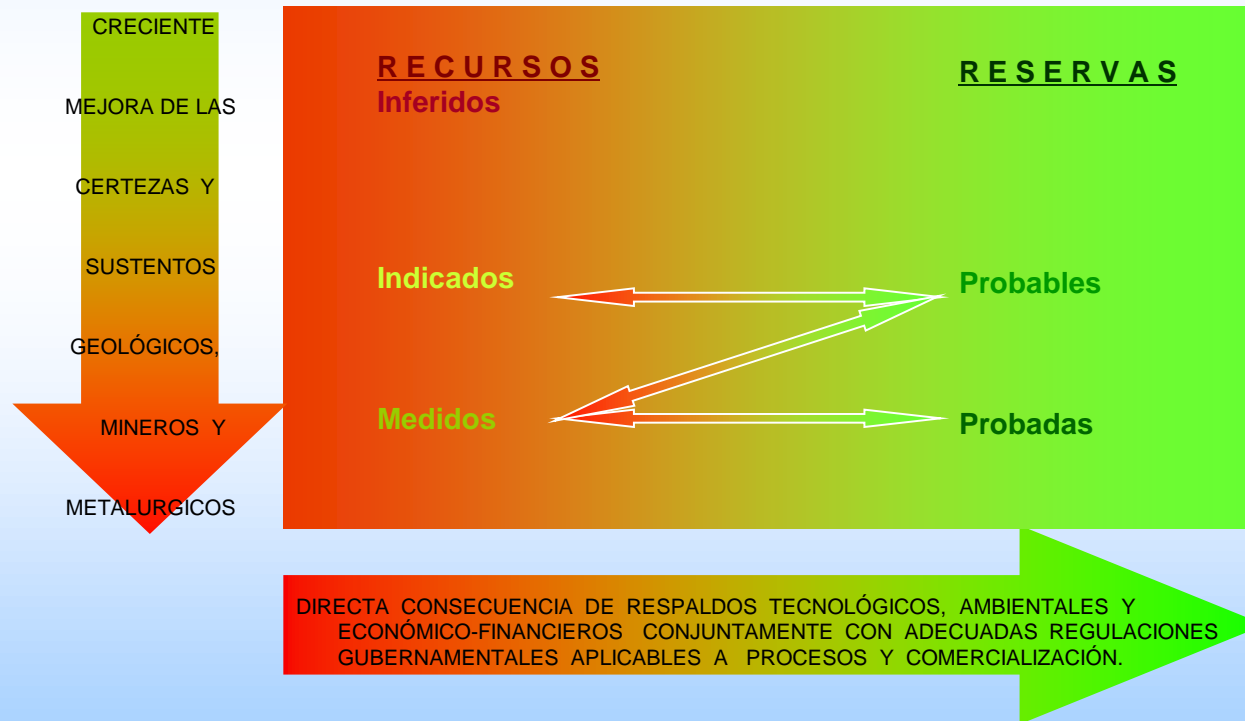 CRECIENTE
MEJORA DE LAS
CERTEZAS Y
SUSTENTOS
GEOLÓGICOS,
MINEROS Y
METALURGICOS
R E C U R S O S
Inferidos
Indicados
Medidos
R E S E R V A S
Probables
Probadas
DIRECTA CONSECUENCIA DE RESPALDOS TECNOLÓGICOS, AMBIENTALES Y
ECONÓMICO-FINANCIEROS CONJUNTAMENTE CON ADECUADAS REGULACIONES
GUBERNAMENTALES APLICABLES A PROCESOS Y COMERCIALIZACIÓN.